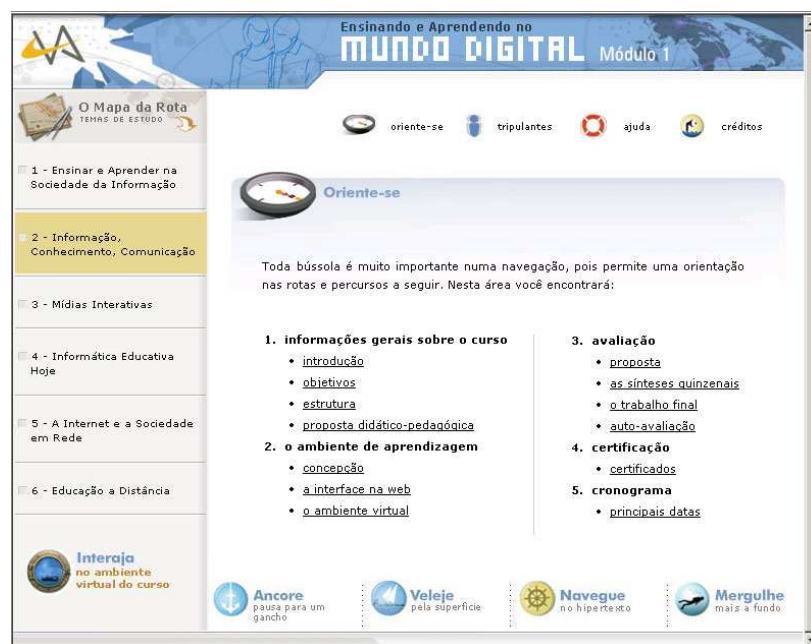 Ensinando e Aprendendo no
MUNDO DIGITAL Módulo 1
O Mapa da Rota
TEMAS DE ESTUDO
1 - Ensinar e Aprender na
Sociedade da Informação
2 - Informação,
Conhecimento, Comunicação
3 - Mídias Interativas
4 - Informática Educativa
Hoje
5 - A Internet e a Sociedade
em Rede
6 - Educação a Distância
Interaja
no ambiente
virtual do curso
oriente-se
tripulantes
ajuda
créditos
Oriente-se
Toda bússola é muito importante numa navegação, pois permite uma orientação
nas rotas e percursos a seguir. Nesta área você encontrará:
1. informações gerais sobre o curso
• introdução
• objetivos
• estrutura
• proposta didático-pedagógica
2. o ambiente de aprendizagem
• concepção
• a interface na web
• o ambiente virtual
3. avaliação
• proposta
• as sínteses quinzenais
• o trabalho final
• auto-avaliação
4. certificação
• certificados
5. cronograma
• principais datas
Ancore
pausa para um
gancho
Veleje
pela superfície
Navegue
no hipertexto
Mergulhe
mais a fundo